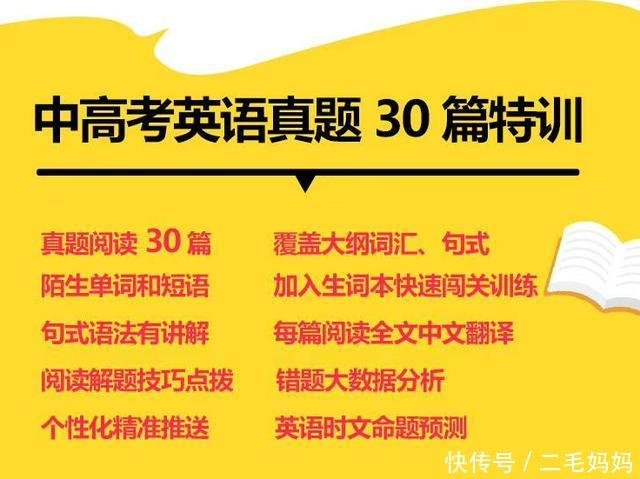 中高考英语真题 30 篇特训
真题阅读 30 篇 覆盖大纲词汇、句式
陌生单词和短语 加入生词本快速闯关训练
句式语法有讲解 每篇阅读全文中文翻译
阅读解题技巧点拨 错题大数据分析
个性化精准推送 英语时文命题预测
快传号/二毛妈妈